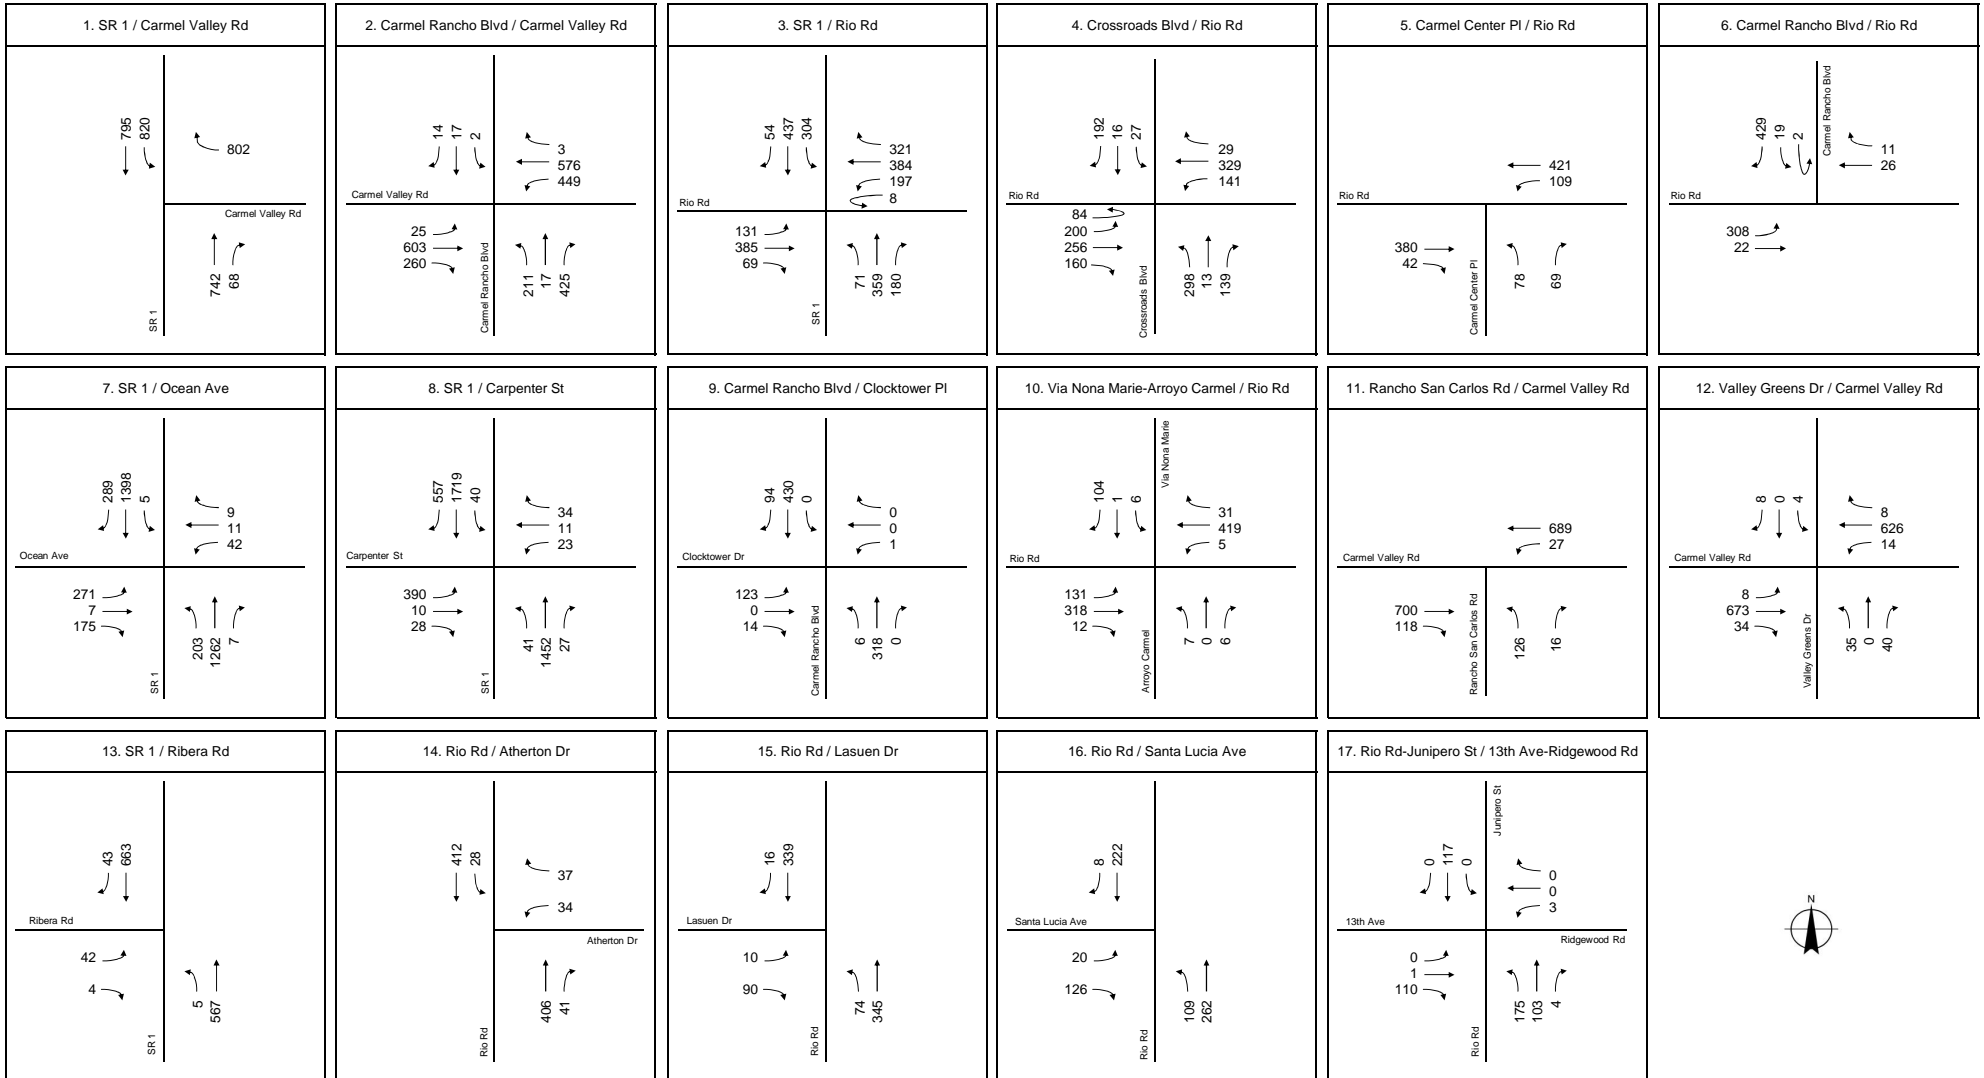 1. SR 1 / Carmel Valley Rd
795
820
802
Carmel Valley Rd
742
68
SR 1
2. Carmel Rancho Blvd / Carmel Valley Rd
14
17
2
3
576
449
Carmel Valley Rd
25
603
260
211
17
425
Carmel Rancho Blvd
3. SR 1 / Rio Rd
54
437
304
321
384
197
8
Rio Rd
131
385
69
71
359
180
SR 1
4. Crossroads Blvd / Rio Rd
192
16
27
29
329
141
Rio Rd
84
200
256
160
298
13
139
Crossroads Blvd
5. Carmel Center Pl / Rio Rd
421
109
Rio Rd
380
42
78
69
Carmel Center Pl
6. Carmel Rancho Blvd / Rio Rd
Carmel Rancho Blvd
429
19
2
11
26
Rio Rd
308
22
7. SR 1 / Ocean Ave
289
1398
5
9
11
42
Ocean Ave
271
7
175
203
1262
7
SR 1
8. SR 1 / Carpenter St
557
1719
40
34
11
23
Carpenter St
390
10
28
41
1452
27
SR 1
9. Carmel Rancho Blvd / Clocktower Pl
94
430
0
0
0
1
Clocktower Dr
123
0
14
6
318
0
Carmel Rancho Blvd
10. Via Nona Marie-Arroyo Carmel / Rio Rd
Via Nona Marie
104
1
6
31
419
5
Rio Rd
131
318
12
7
0
6
Arroyo Carmel
11. Rancho San Carlos Rd / Carmel Valley Rd
689
27
Carmel Valley Rd
700
118
126
16
Rancho San Carlos Rd
12. Valley Greens Dr / Carmel Valley Rd
8
0
4
8
626
14
Carmel Valley Rd
8
673
34
35
0
40
Valley Greens Dr
13. SR 1 / Ribera Rd
43
663
Ribera Rd
42
4
5
567
SR 1
14. Rio Rd / Atherton Dr
412
28
37
34
Atherton Dr
406
41
Rio Rd
15. Rio Rd / Lasuen Dr
16
339
Lasuen Dr
10
90
74
345
Rio Rd
16. Rio Rd / Santa Lucia Ave
8
222
Santa Lucia Ave
20
126
109
262
Rio Rd
17. Rio Rd-Junipero St / 13th Ave-Ridgewood Rd
Junipero St
0
117
0
0
0
3
13th Ave
Ridgewood Rd
0
1
110
175
103
4
Rio Rd
N